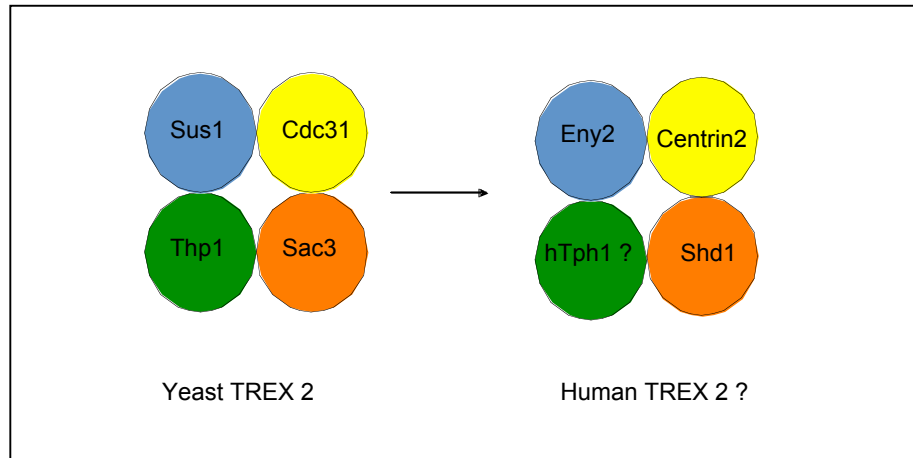 Sus1 Cdc31
Eny2 Centrin2
Thp1 Sac3
hTph1 ? Shd1
Yeast TREX 2
Human TREX 2 ?